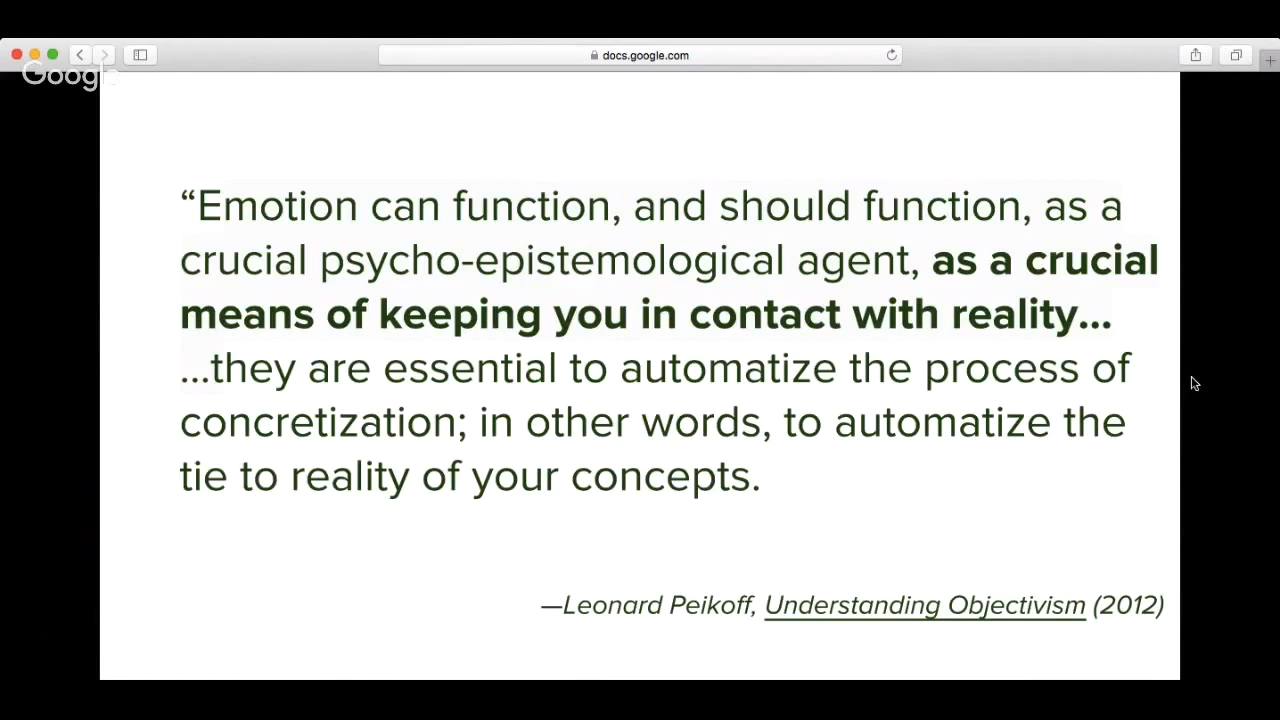 docs.google.com
Google
“Emotion can function, and should function, as a
crucial psycho-epistemological agent, as a crucial
means of keeping you in contact with reality...
...they are essential to automatize the process of
concretization; in other words, to automatize the
tie to reality of your concepts.
—Leonard Peikoff, Understanding Objectivism (2012)